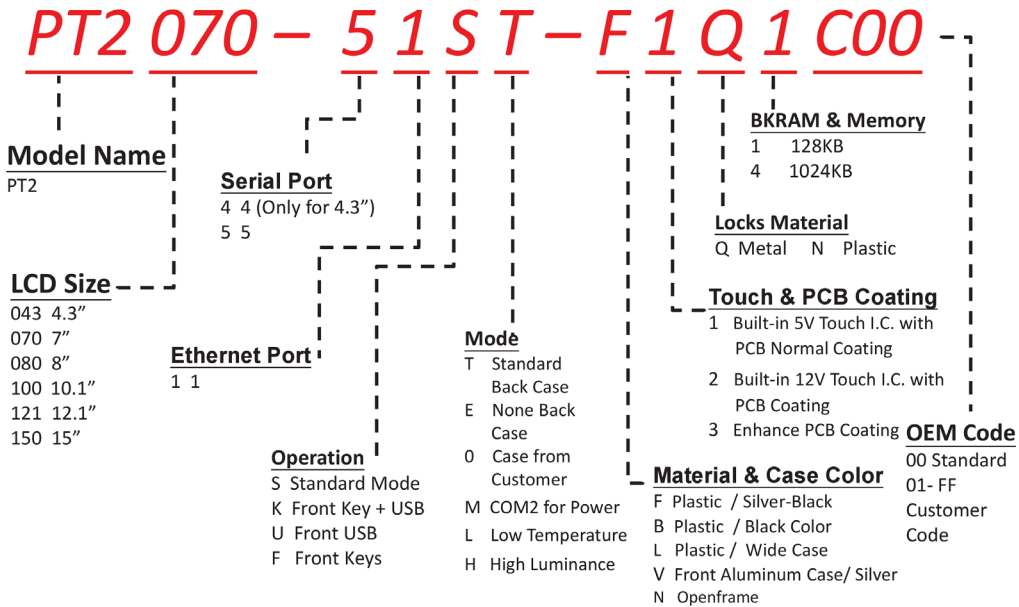 PT2 070 – 5 1 S T – F 1 Q 1 C00
Model Name
PT2
LCD Size
043 4.3”
070 7”
080 8”
100 10.1”
121 12.1”
150 15”
Serial Port
4 4 (Only for 4.3”)
5 5
Ethernet Port
1 1
Operation
S Standard Mode
K Front Key + USB
U Front USB
F Front Keys
Mode
T Standard
Back Case
E None Back
Case
0 Case from
Customer
M COM2 for Power
L Low Temperature
H High Luminance
BKRAM & Memory
1 128KB
4 1024KB
Locks Material
Q Metal N Plastic
Touch & PCB Coating
1 Built-in 5V Touch I.C. with
PCB Normal Coating
2 Built-in 12V Touch I.C. with
PCB Coating
3 Enhance PCB Coating
Material & Case Color
F Plastic / Silver-Black
B Plastic / Black Color
L Plastic / Wide Case
V Front Aluminum Case/ Silver
N Openframe
OEM Code
00 Standard
01- FF
Customer
Code